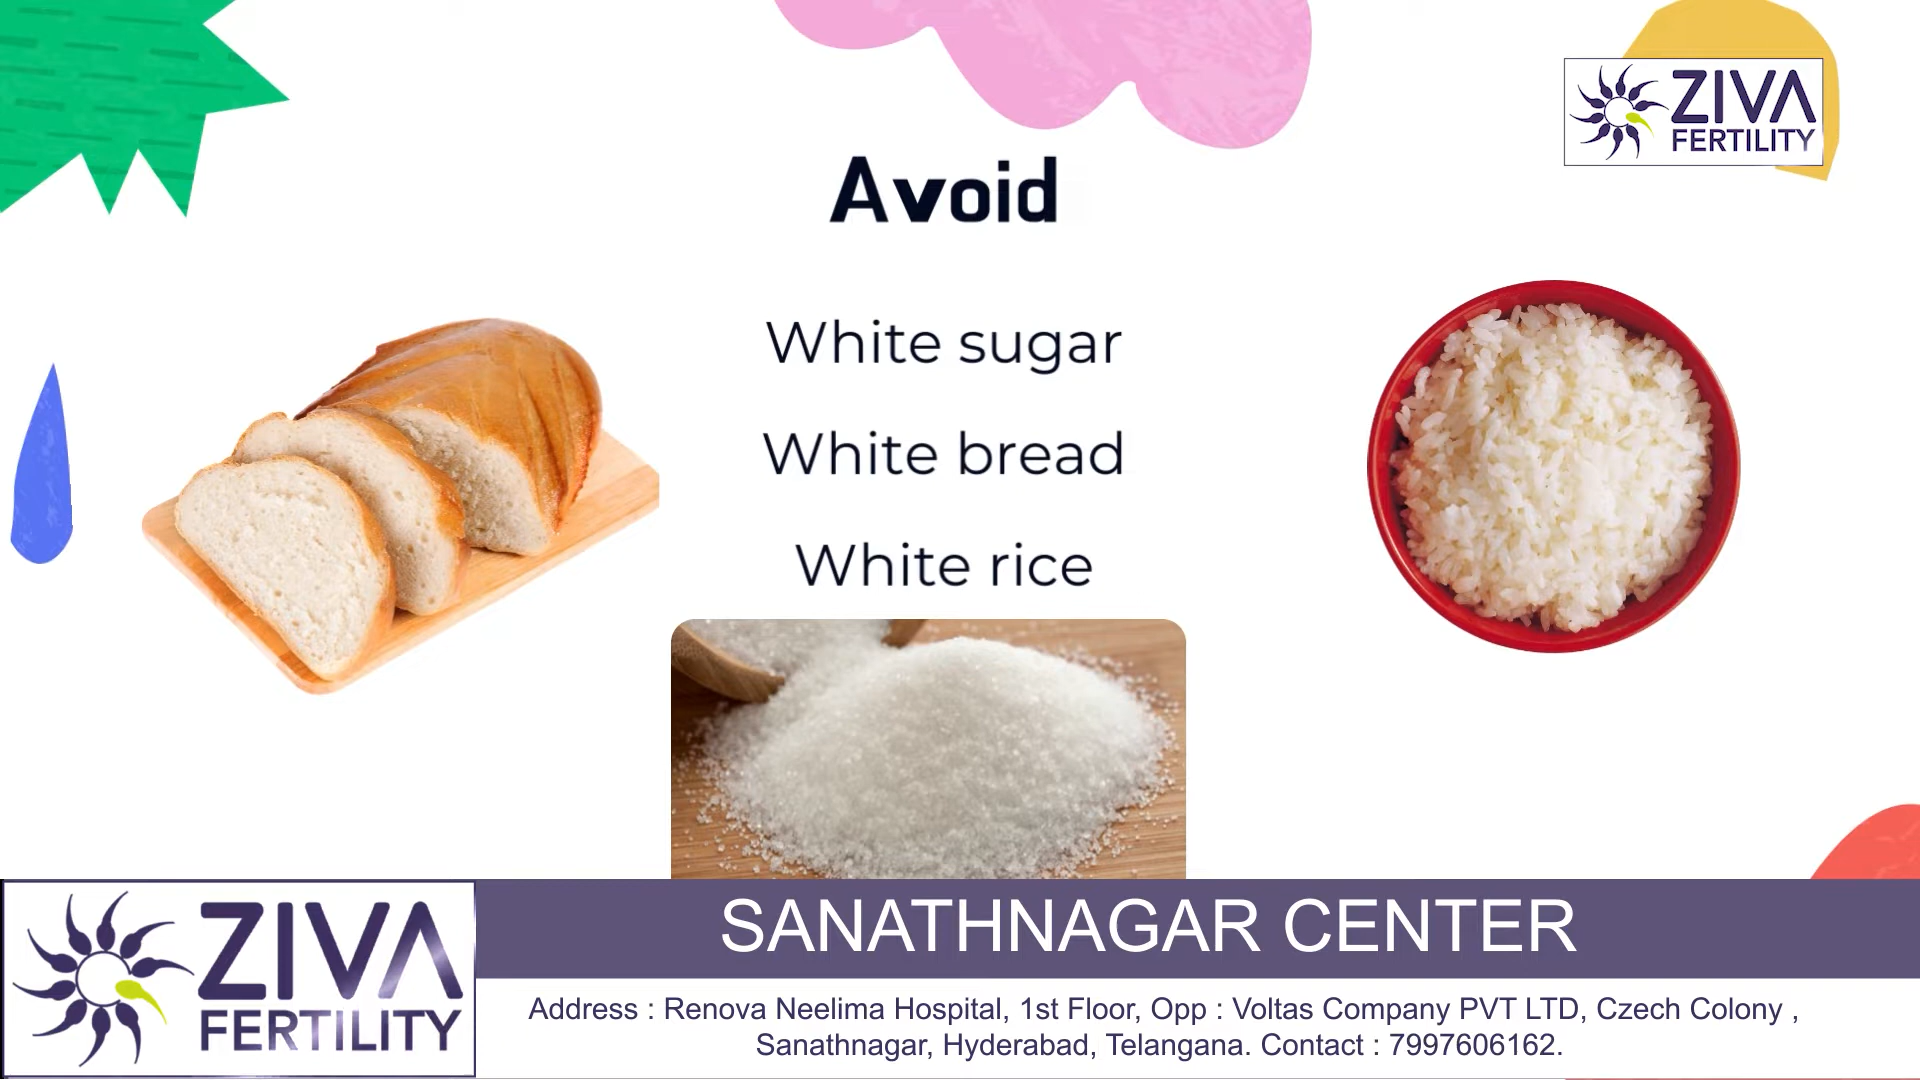 ZIVA
FERTILITY
Avoid
White sugar
White bread
White rice
ZIVA
FERTILITY
SANATHNAGAR CENTER
Address : Renova Neelima Hospital, 1st Floor, Opp : Voltas Company PVT LTD, Czech Colony ,
Sanathnagar, Hyderabad, Telangana. Contact : 7997606162.